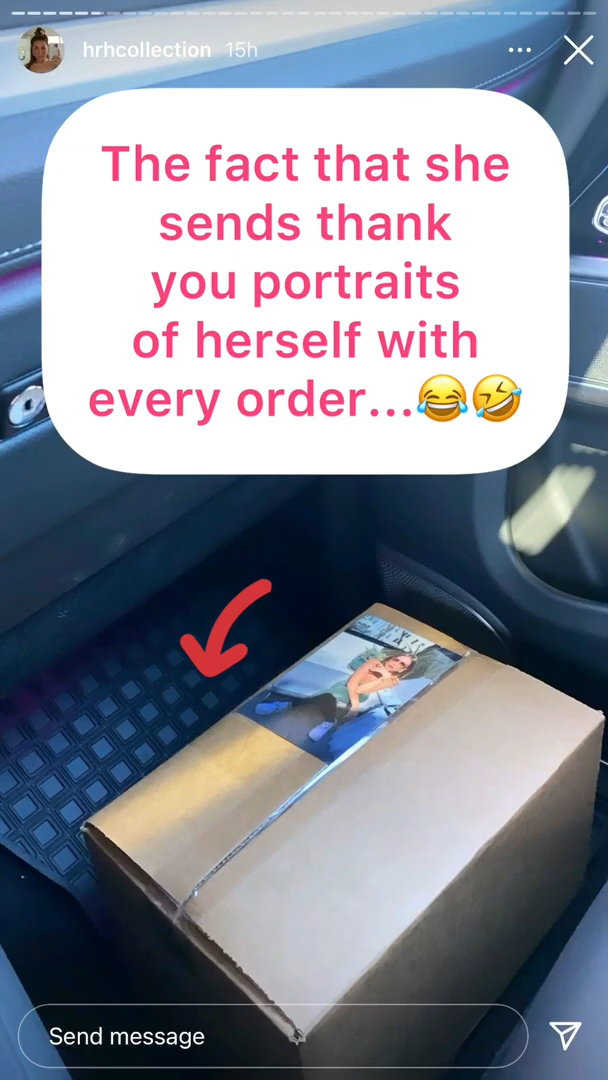 hrhcollection 15h
The fact that she
sends thank
you portraits
of herself with
every order...😂🤣
Send message